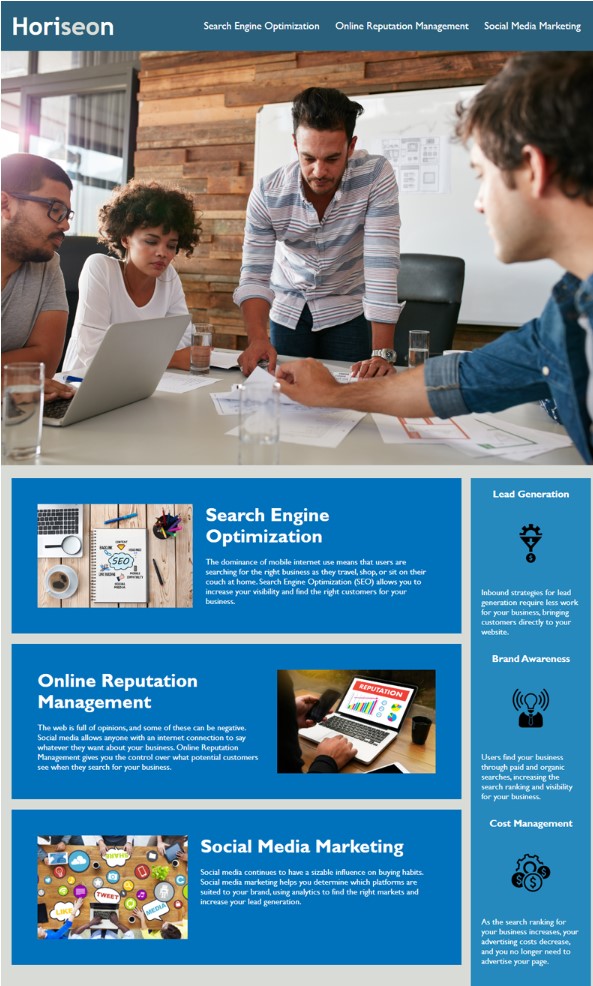 Horiseon
Search Engine Optimization
Online Reputation Management
Social Media Marketing
SEO
Search Engine
Optimization
The dominance of mobile internet use means that users are
searching for the right business as they travel, shop, or sit on their
couch at home. Search Engine Optimization (SEO) allows you to
increase your visibility and find the right customers for your
business.
Online Reputation
Management
The web is full of opinions, and some of these can be negative.
Social media allows anyone with an internet connection to say
whatever they want about your business. Online Reputation
Management gives you the control over what potential customers
see when they search for your business.
REPUTATION
SHARE
LIKE
TWEET
MEDIA
Social Media Marketing
Social media continues to have a sizable influence on buying habits.
Social media marketing helps you determine which platforms are
suited to your brand, using analytics to find the right markets and
increase your lead generation.
Lead Generation
Inbound strategies for lead
generation require less work
for your business, bringing
customers directly to your
website.
Brand Awareness
Users find your business
through paid and organic
searches, increasing the
search ranking and visibility
for your business.
Cost Management
As the search ranking for
your business increases, your
advertising costs decrease,
and you no longer need to
advertise your page.